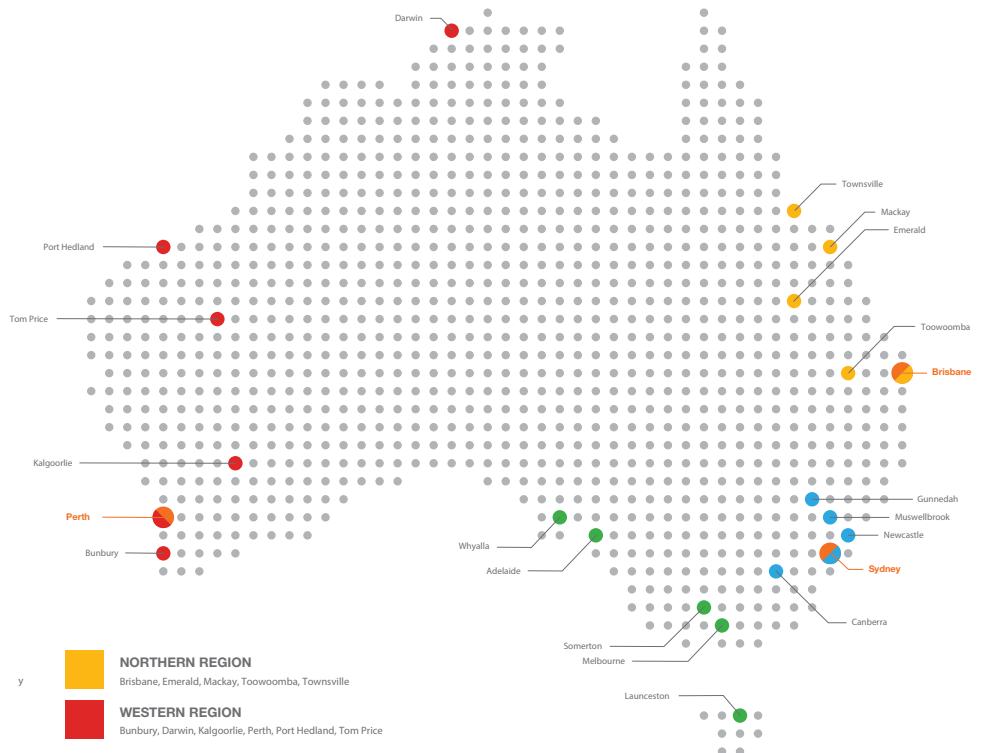 Darwin
Townsville
Mackay
Emerald
Port Hedland
Tom Price
Toowoomba
Brisbane
Kalgoorlie
Gunnedah
Perth
Muswellbrook
Newcastle
Whyalla
Bunbury
Adelaide
Sydney
Canberra
Somerton
Melbourne
NORTHERN REGION
y
Brisbane, Emerald, Mackay, Toowoomba, Townsville
Launceston
WESTERN REGION
Bunbury, Darwin, Kalgoorlie, Perth, Port Hedland, Tom Price